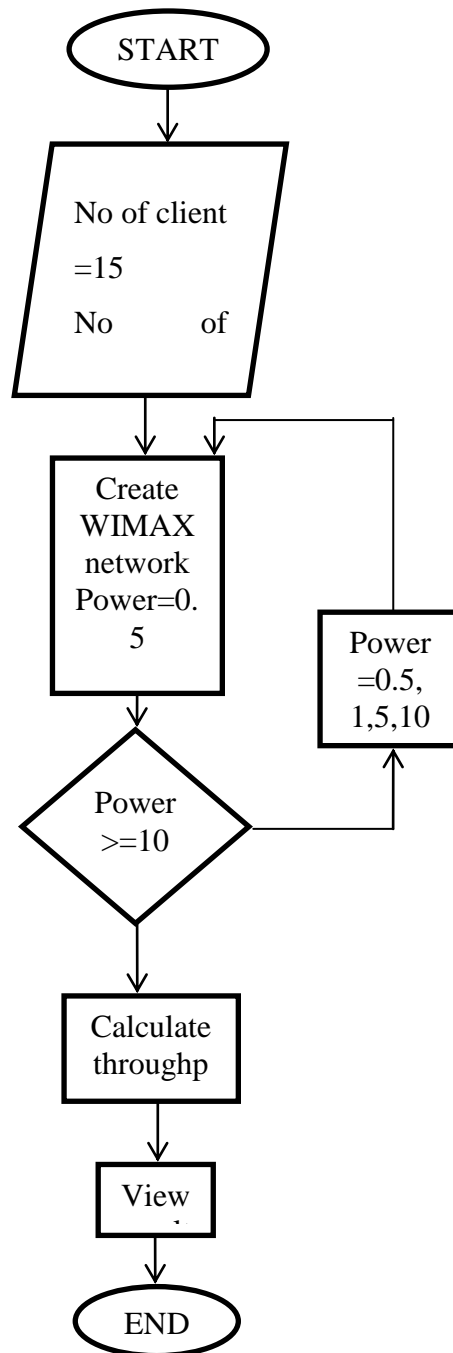 START
No of client
=15
No of
Create
WIMAX
network
Power=0.
5
Power
=0.5,
1,5,10
Power
>=10
Calculate
throughp
View
END